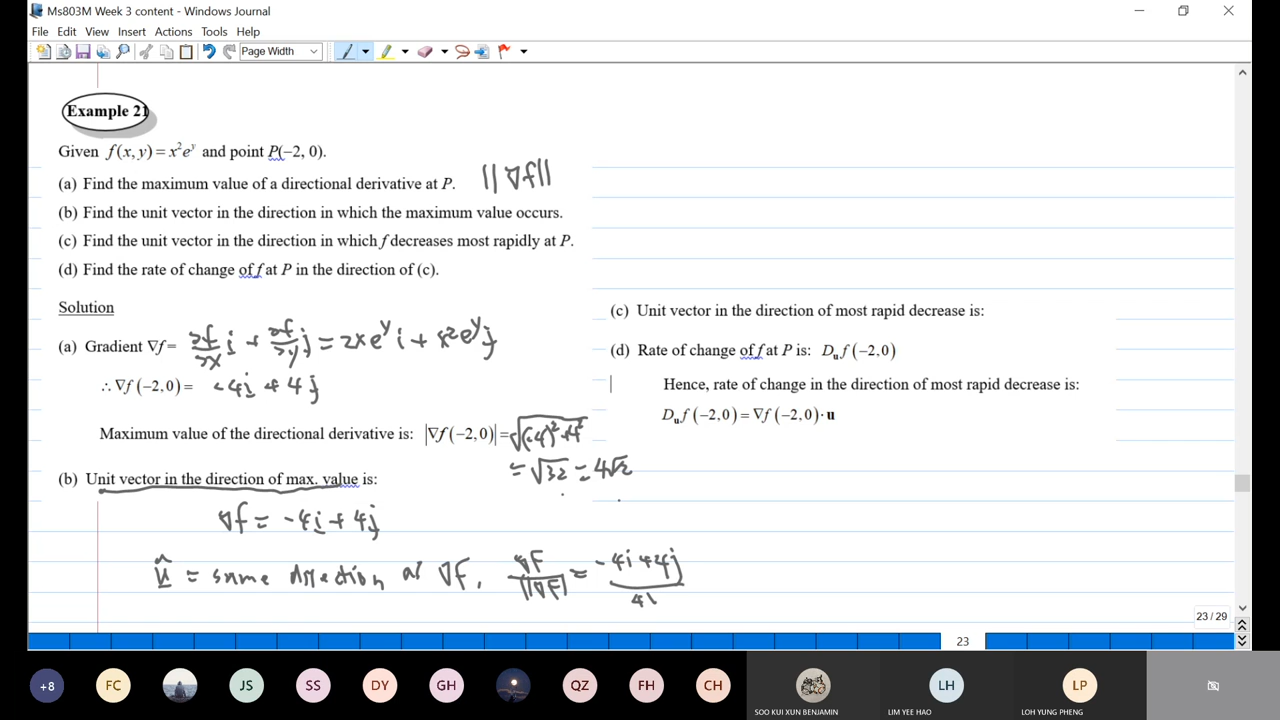 Ms803M Week 3 content - Windows Journal
File Edit View Insert Actions Tools Help
Page Width
Example 21
Given f(x, y) = x²eʸ and point P(−2, 0).
(a) Find the maximum value of a directional derivative at P. ||∇f||
(b) Find the unit vector in the direction in which the maximum value occurs.
(c) Find the unit vector in the direction in which f decreases most rapidly at P.
(d) Find the rate of change of f at P in the direction of (c).
Solution
(a) Gradient ∇f = ∂f/∂x i + ∂f/∂y j = 2xeʸ i + x²eʸ j
∴ ∇f(−2,0) = -4i + 4j
Maximum value of the directional derivative is: |∇f(−2,0)| = √((-4)²+4²)
= √32 = 4√2
(b) Unit vector in the direction of max. value is:
∇f = -4i + 4j
û = same direction as ∇f, ∇f/||∇f|| = -4i+4j/4
(c) Unit vector in the direction of most rapid decrease is:
(d) Rate of change of f at P is: Dᵤf(−2,0)
Hence, rate of change in the direction of most rapid decrease is:
Dᵤf(−2,0) = ∇f(−2,0)·u
23 / 29
23
+8 FC JS SS DY GH QZ FH CH LH LP
SOO KUI XUN BENJAMIN LIM YEE HAO LOH YUNG PHENG